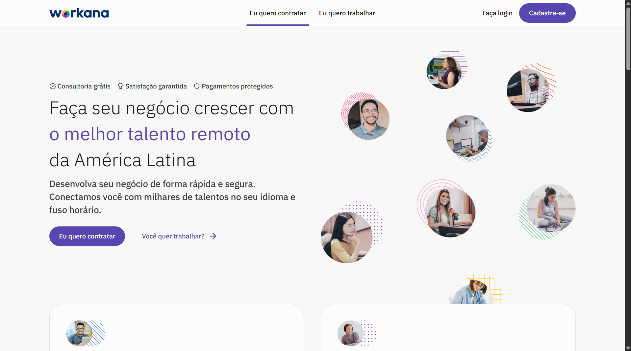 workana
Eu quero contratar
Eu quero trabalhar
Faça login
Cadastre-se
Consultoria grátis
Satisfação garantida
Pagamentos protegidos
Faça seu negócio crescer com
o melhor talento remoto
da América Latina
Desenvolva seu negócio de forma rápida e segura.
Conectamos você com milhares de talentos no seu idioma e
fuso horário.
Eu quero contratar
Você quer trabalhar?